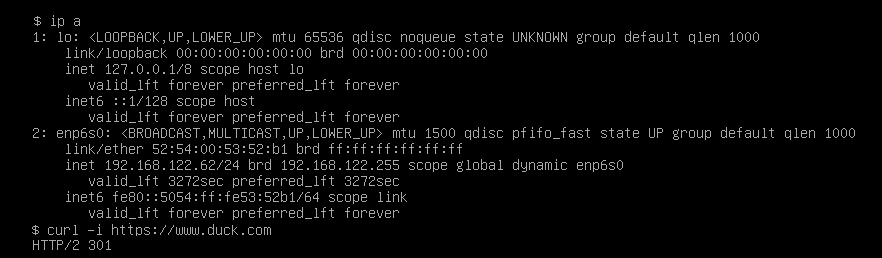 $ ip a
1: lo: <LOOPBACK,UP,LOWER_UP> mtu 65536 qdisc noqueue state UNKNOWN group default qlen 1000
link/loopback 00:00:00:00:00:00 brd 00:00:00:00:00:00
inet 127.0.0.1/8 scope host lo
valid_lft forever preferred_lft forever
inet6 ::1/128 scope host
valid_lft forever preferred_lft forever
2: enp6s0: <BROADCAST,MULTICAST,UP,LOWER_UP> mtu 1500 qdisc pfifo_fast state UP group default qlen 1000
link/ether 52:54:00:53:52:b1 brd ff:ff:ff:ff:ff:ff
inet 192.168.122.62/24 brd 192.168.122.255 scope global dynamic enp6s0
valid_lft 3272sec preferred_lft 3272sec
inet6 fe80::5054:ff:fe53:52b1/64 scope link
valid_lft forever preferred_lft forever
$ curl -i https://www.duck.com
HTTP/2 301